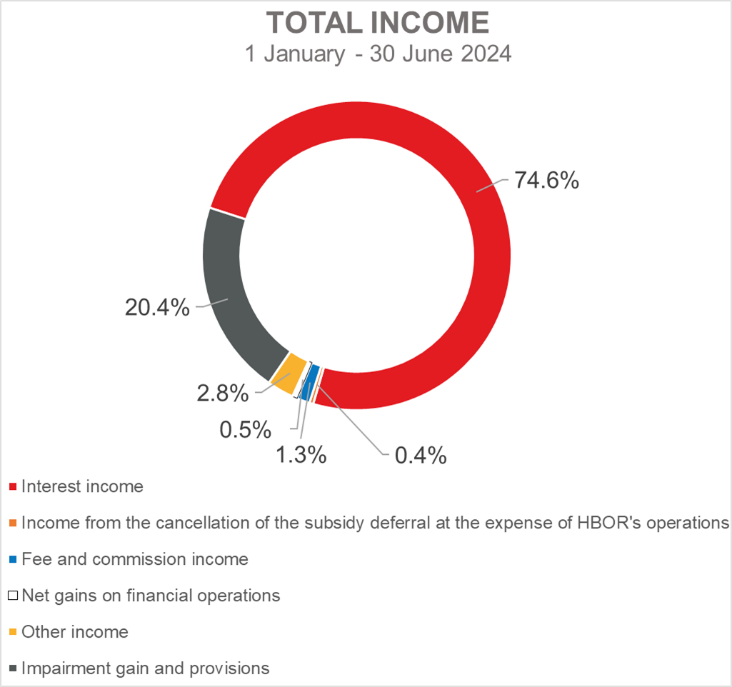 TOTAL INCOME
1 January - 30 June 2024
74.6%
20.4%
2.8%
0.5%
1.3%
0.4%
Interest income
Income from the cancellation of the subsidy deferral at the expense of HBOR's operations
Fee and commission income
Net gains on financial operations
Other income
Impairment gain and provisions